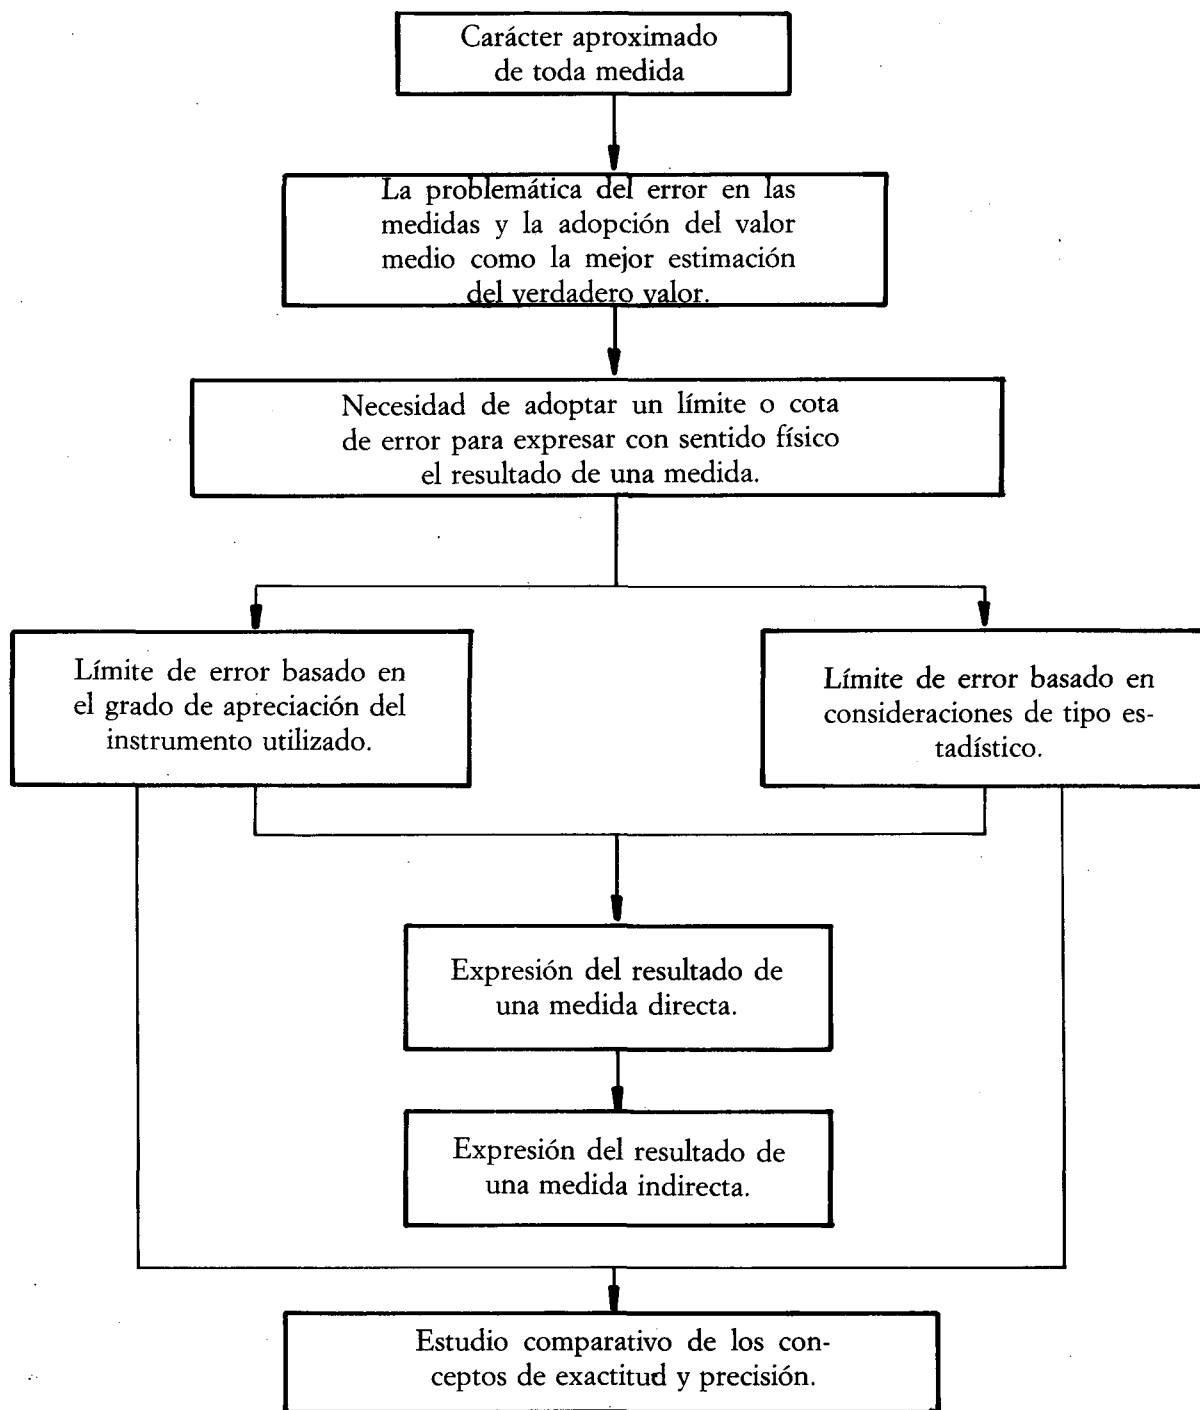 Carácter aproximado
de toda medida
La problemática del error en las
medidas y la adopción del valor
medio como la mejor estimación
del verdadero valor.
Necesidad de adoptar un límite o cota
de error para expresar con sentido físico
el resultado de una medida.
Límite de error basado en
el grado de apreciación del
instrumento utilizado.
Límite de error basado en
consideraciones de tipo es-
tadístico.
Expresión del resultado de
una medida directa.
Expresión del resultado de
una medida indirecta.
Estudio comparativo de los con-
ceptos de exactitud y precisión.